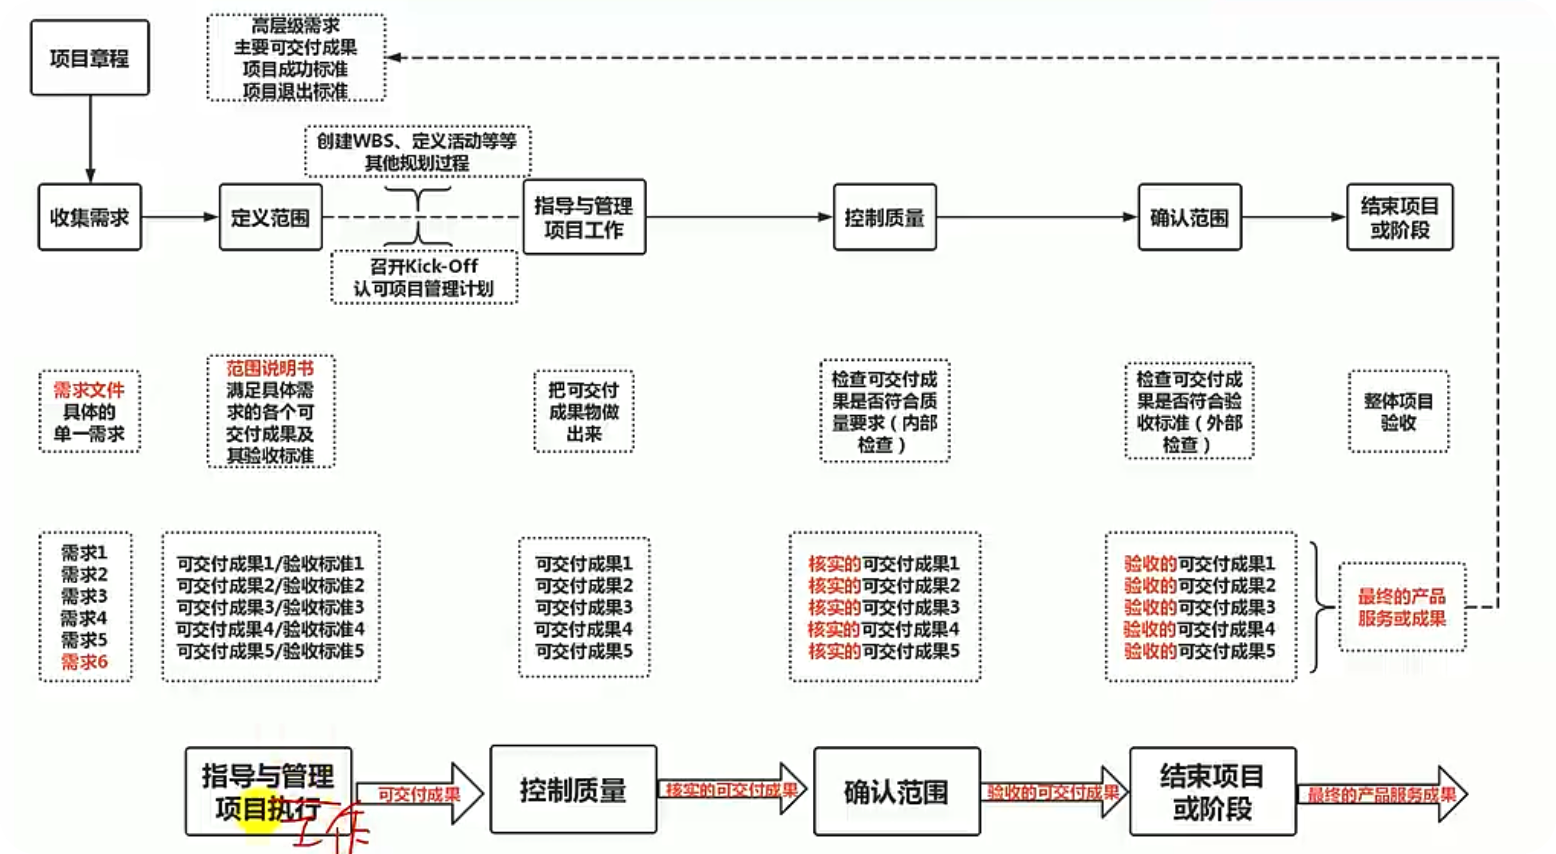 项目章程
高层级需求
主要可交付成果
项目成功标准
项目退出标准
创建WBS、定义活动等等
其他规划过程
收集需求
定义范围
指导与管理
项目工作
控制质量
确认范围
结束项目
或阶段
召开Kick-Off
认可项目管理计划
需求文件
具体的
单一需求
范围说明书
满足具体需
求的各个可
交付成果及
其验收标准
把可交付
成果物做
出来
检查可交付成
果是否符合质
量要求（内部
检查）
检查可交付成
果是否符合验
收标准（外部
检查）
整体项目
验收
需求1
需求2
需求3
需求4
需求5
需求6
可交付成果1/验收标准1
可交付成果2/验收标准2
可交付成果3/验收标准3
可交付成果4/验收标准4
可交付成果5/验收标准5
可交付成果1
可交付成果2
可交付成果3
可交付成果4
可交付成果5
核实的可交付成果1
核实的可交付成果2
核实的可交付成果3
核实的可交付成果4
核实的可交付成果5
验收的可交付成果1
验收的可交付成果2
验收的可交付成果3
验收的可交付成果4
验收的可交付成果5
最终的产品
服务或成果
指导与管理
项目执行
工作
可交付成果
控制质量
核实的可交付成果
确认范围
验收的可交付成果
结束项目
或阶段
最终的产品服务成果